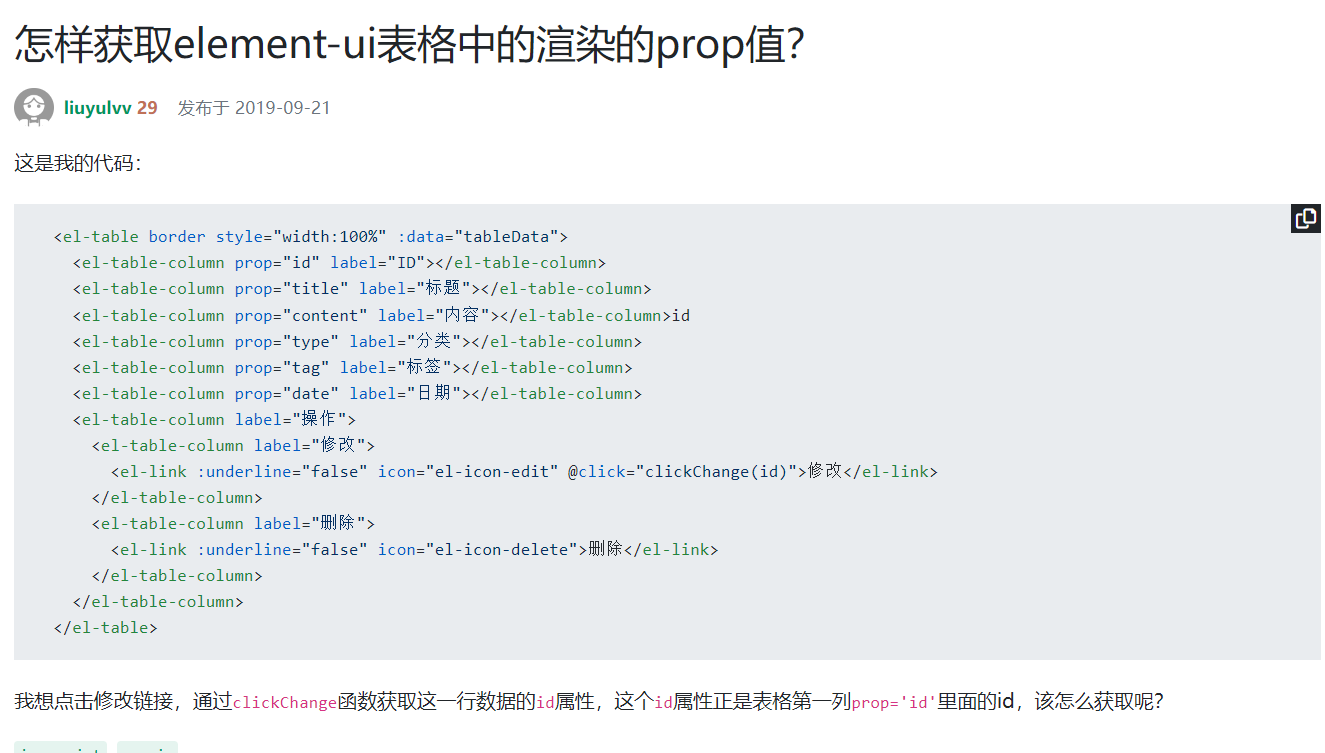 怎样获取element-ui表格中的渲染的prop值?
liuyulvv 29 发布于 2019-09-21
这是我的代码：
<el-table border style="width:100%" :data="tableData">
<el-table-column prop="id" label="ID"></el-table-column>
<el-table-column prop="title" label="标题"></el-table-column>
<el-table-column prop="content" label="内容"></el-table-column>id
<el-table-column prop="type" label="分类"></el-table-column>
<el-table-column prop="tag" label="标签"></el-table-column>
<el-table-column prop="date" label="日期"></el-table-column>
<el-table-column label="操作">
<el-table-column label="修改">
<el-link :underline="false" icon="el-icon-edit" @click="clickChange(id)">修改</el-link>
</el-table-column>
<el-table-column label="删除">
<el-link :underline="false" icon="el-icon-delete">删除</el-link>
</el-table-column>
</el-table-column>
</el-table>
我想点击修改链接，通过clickChange函数获取这一行数据的id属性，这个id属性正是表格第一列prop='id'里面的id，该怎么获取呢？